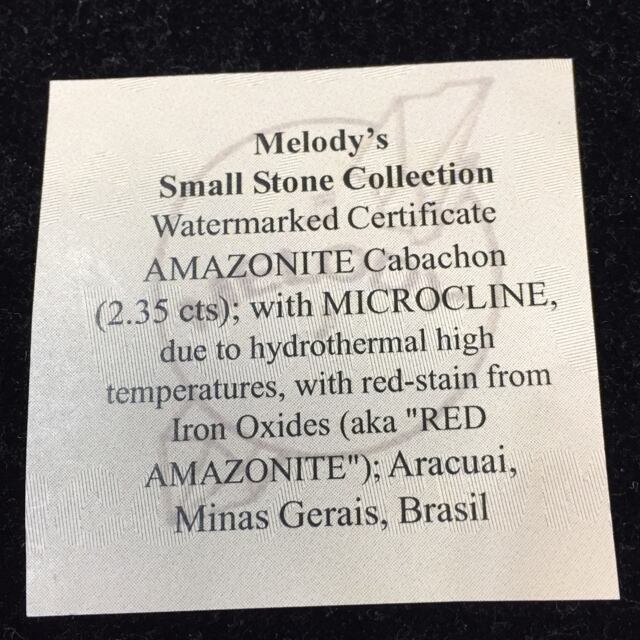 Melody's
Small Stone Collection
Watermarked Certificate
AMAZONITE Cabachon
(2.35 cts); with MICROCLINE,
due to hydrothermal high
temperatures, with red-stain from
Iron Oxides (aka "RED
AMAZONITE"); Aracuai,
Minas Gerais, Brasil